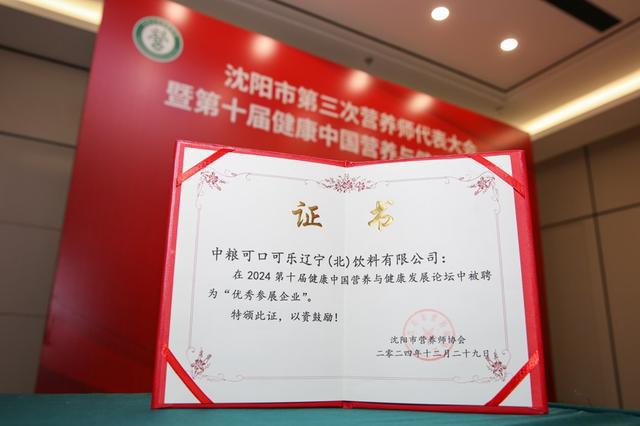 沈阳市第三次营养师代表大会
暨第十届健康中国营养与健
证书
中粮可口可乐辽宁(北)饮料有限公司：
在2024第十届健康中国营养与健康发展论坛中被聘
为“优秀参展企业”。
特颁此证，以资鼓励！
沈阳市营养师协会
二零二四年十二月二十九日